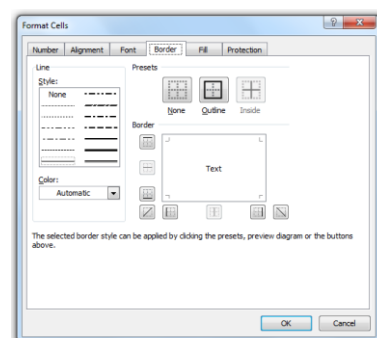 Format Cells
Number Alignment Font Border Fill Protection
Line
Presets
Style:
None
None Outline Inside
Border
Text
Color:
Automatic
The selected border style can be applied by clicking the presets, preview diagram or the buttons
above.
OK Cancel